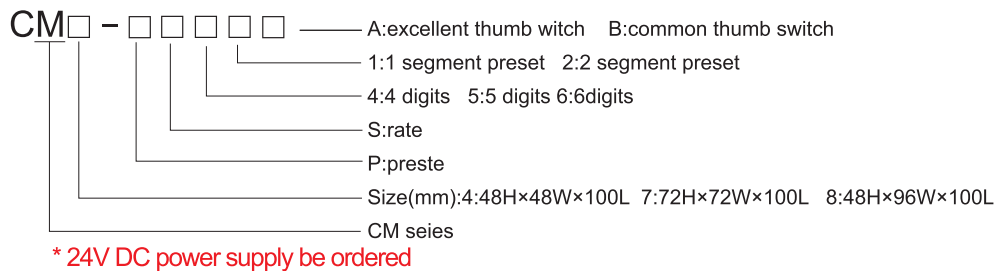 CM□-□□□□□
A:excellent thumb witch B:common thumb switch
1:1 segment preset 2:2 segment preset
4:4 digits 5:5 digits 6:6digits
S:rate
P:preste
Size(mm):4:48H×48W×100L 7:72H×72W×100L 8:48H×96W×100L
CM seies
* 24V DC power supply be ordered